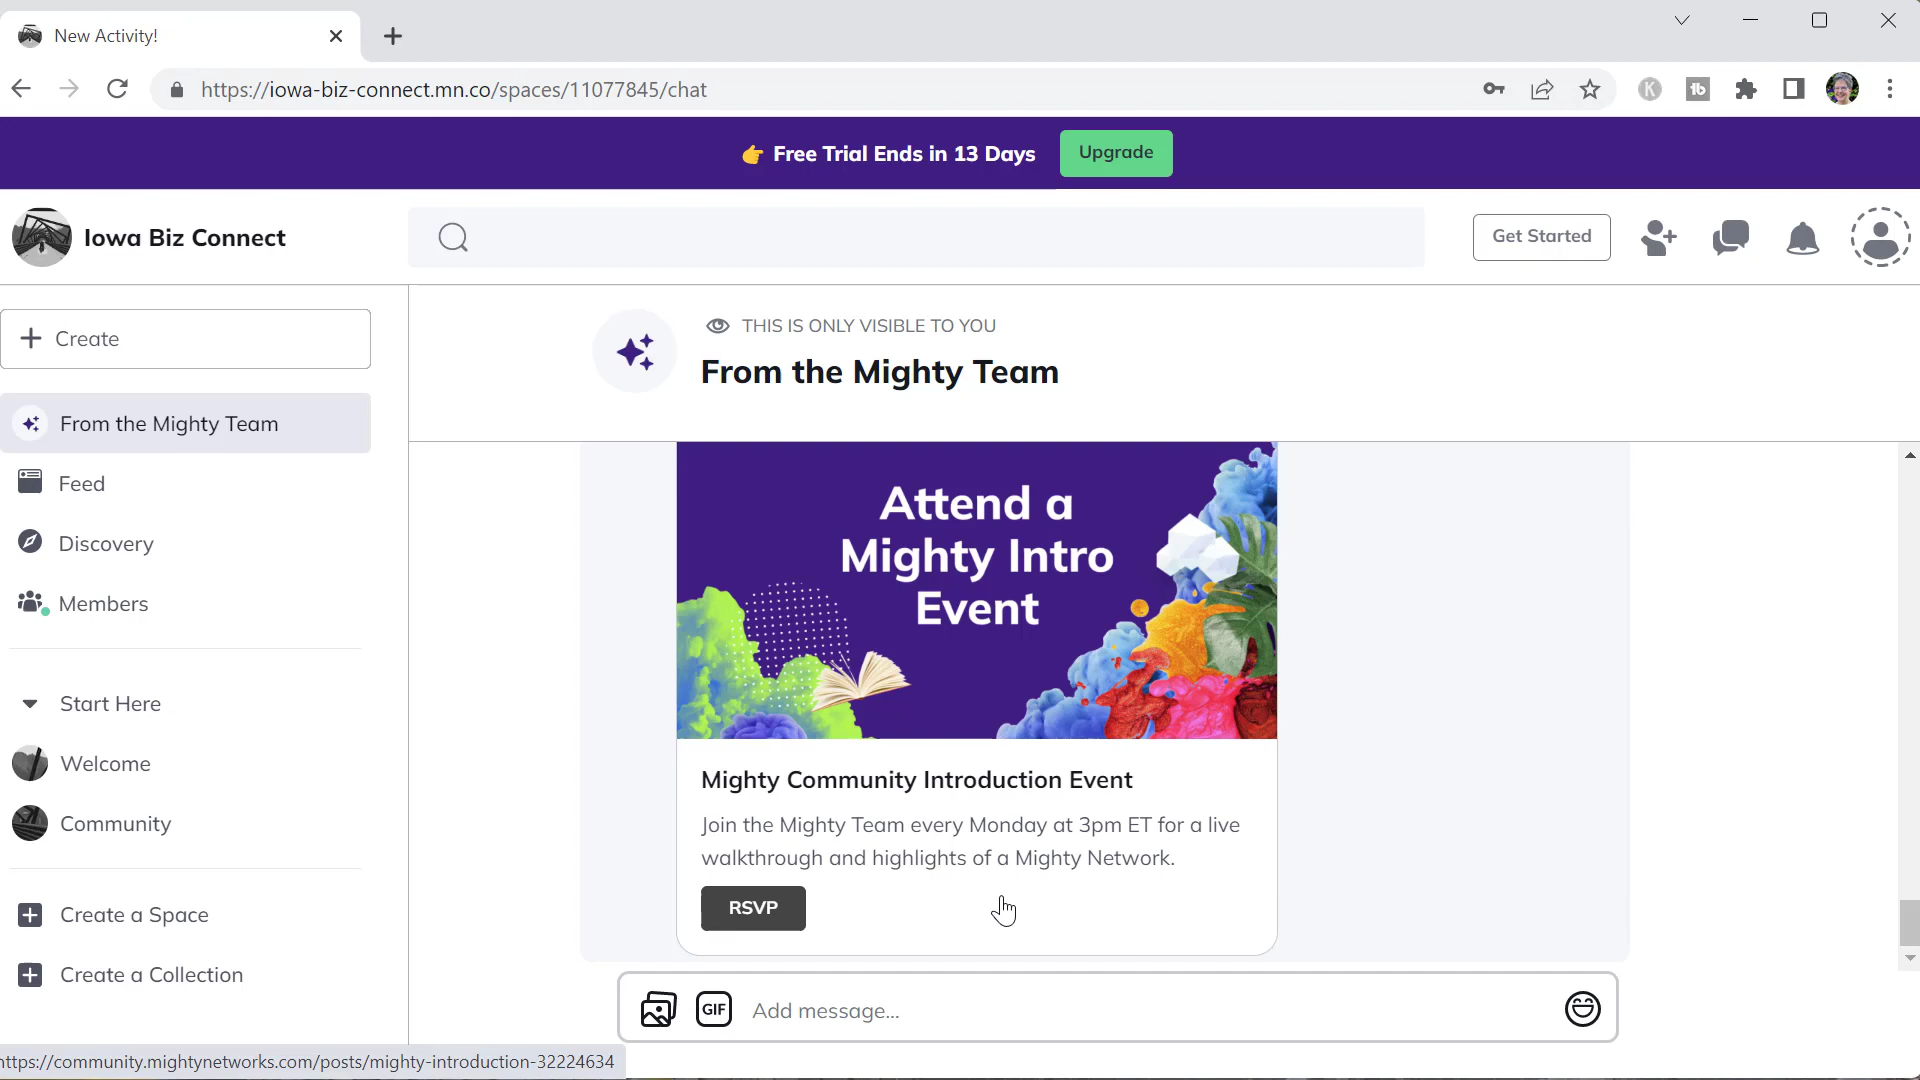 New Activity!
https://iowa-biz-connect.mn.co/spaces/11077845/chat
K
tb
Free Trial Ends in 13 Days
Upgrade
Iowa Biz Connect
Get Started
Create
From the Mighty Team
Feed
Discovery
Members
Start Here
Welcome
Community
Create a Space
Create a Collection
THIS IS ONLY VISIBLE TO YOU
From the Mighty Team
Attend a
Mighty Intro
Event
Mighty Community Introduction Event
Join the Mighty Team every Monday at 3pm ET for a live
walkthrough and highlights of a Mighty Network.
RSVP
GIF
Add message...
https://community.mightynetworks.com/posts/mighty-introduction-32224634